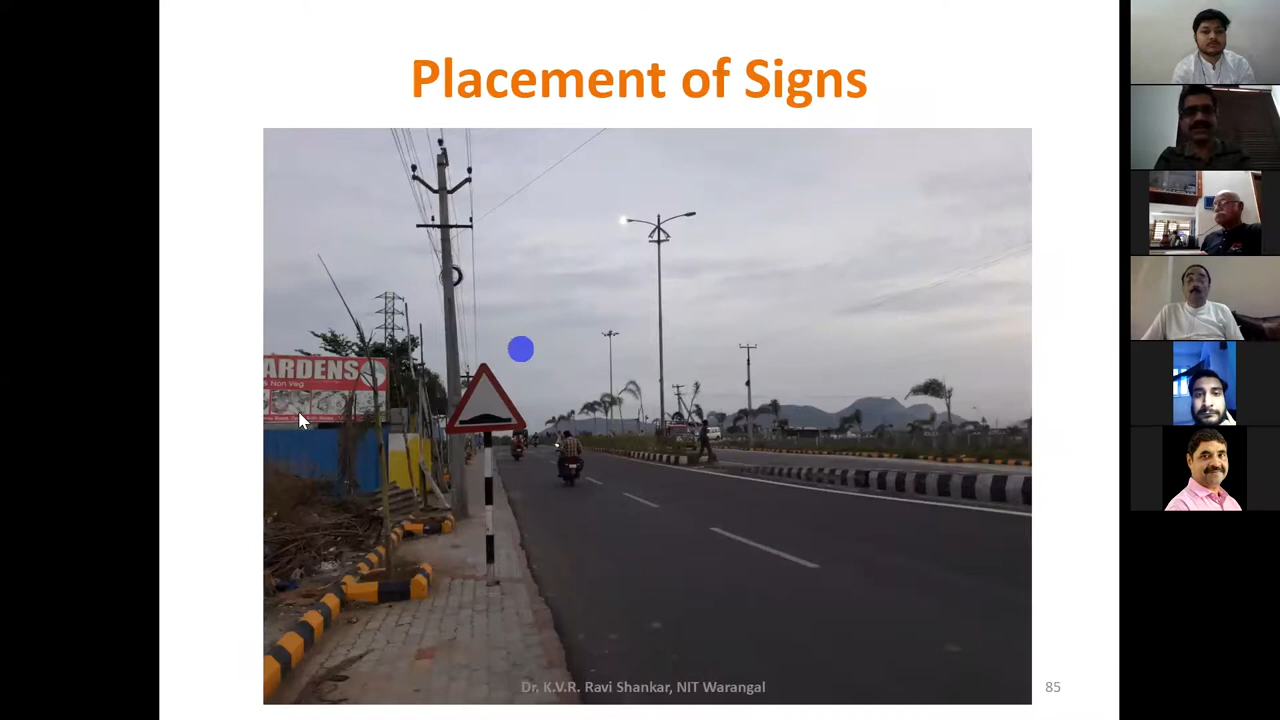 Placement of Signs
ARDENS
& Non Veg
Dr. K.V.R. Ravi Shankar, NIT Warangal
85